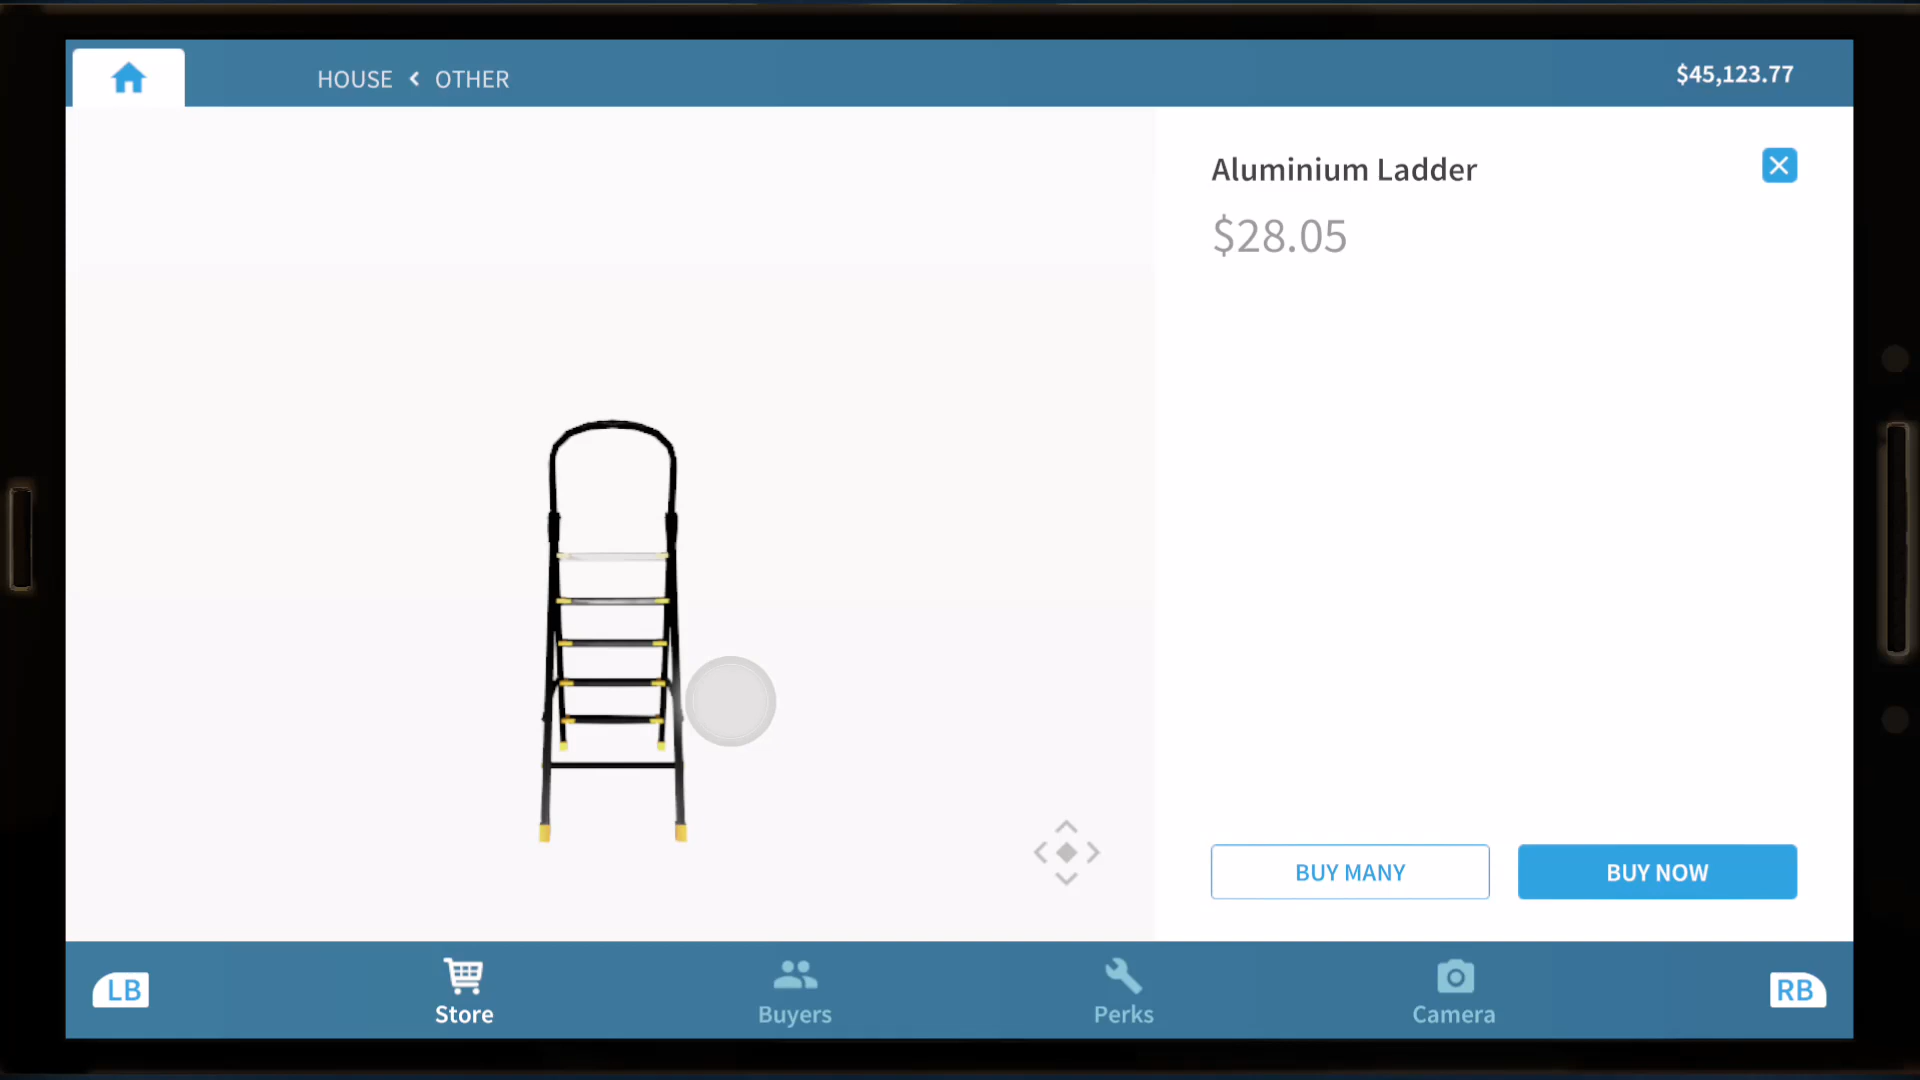 HOUSE < OTHER
$45,123.77
Aluminium Ladder
$28.05
BUY MANY
BUY NOW
LB
Store
Buyers
Perks
Camera
RB